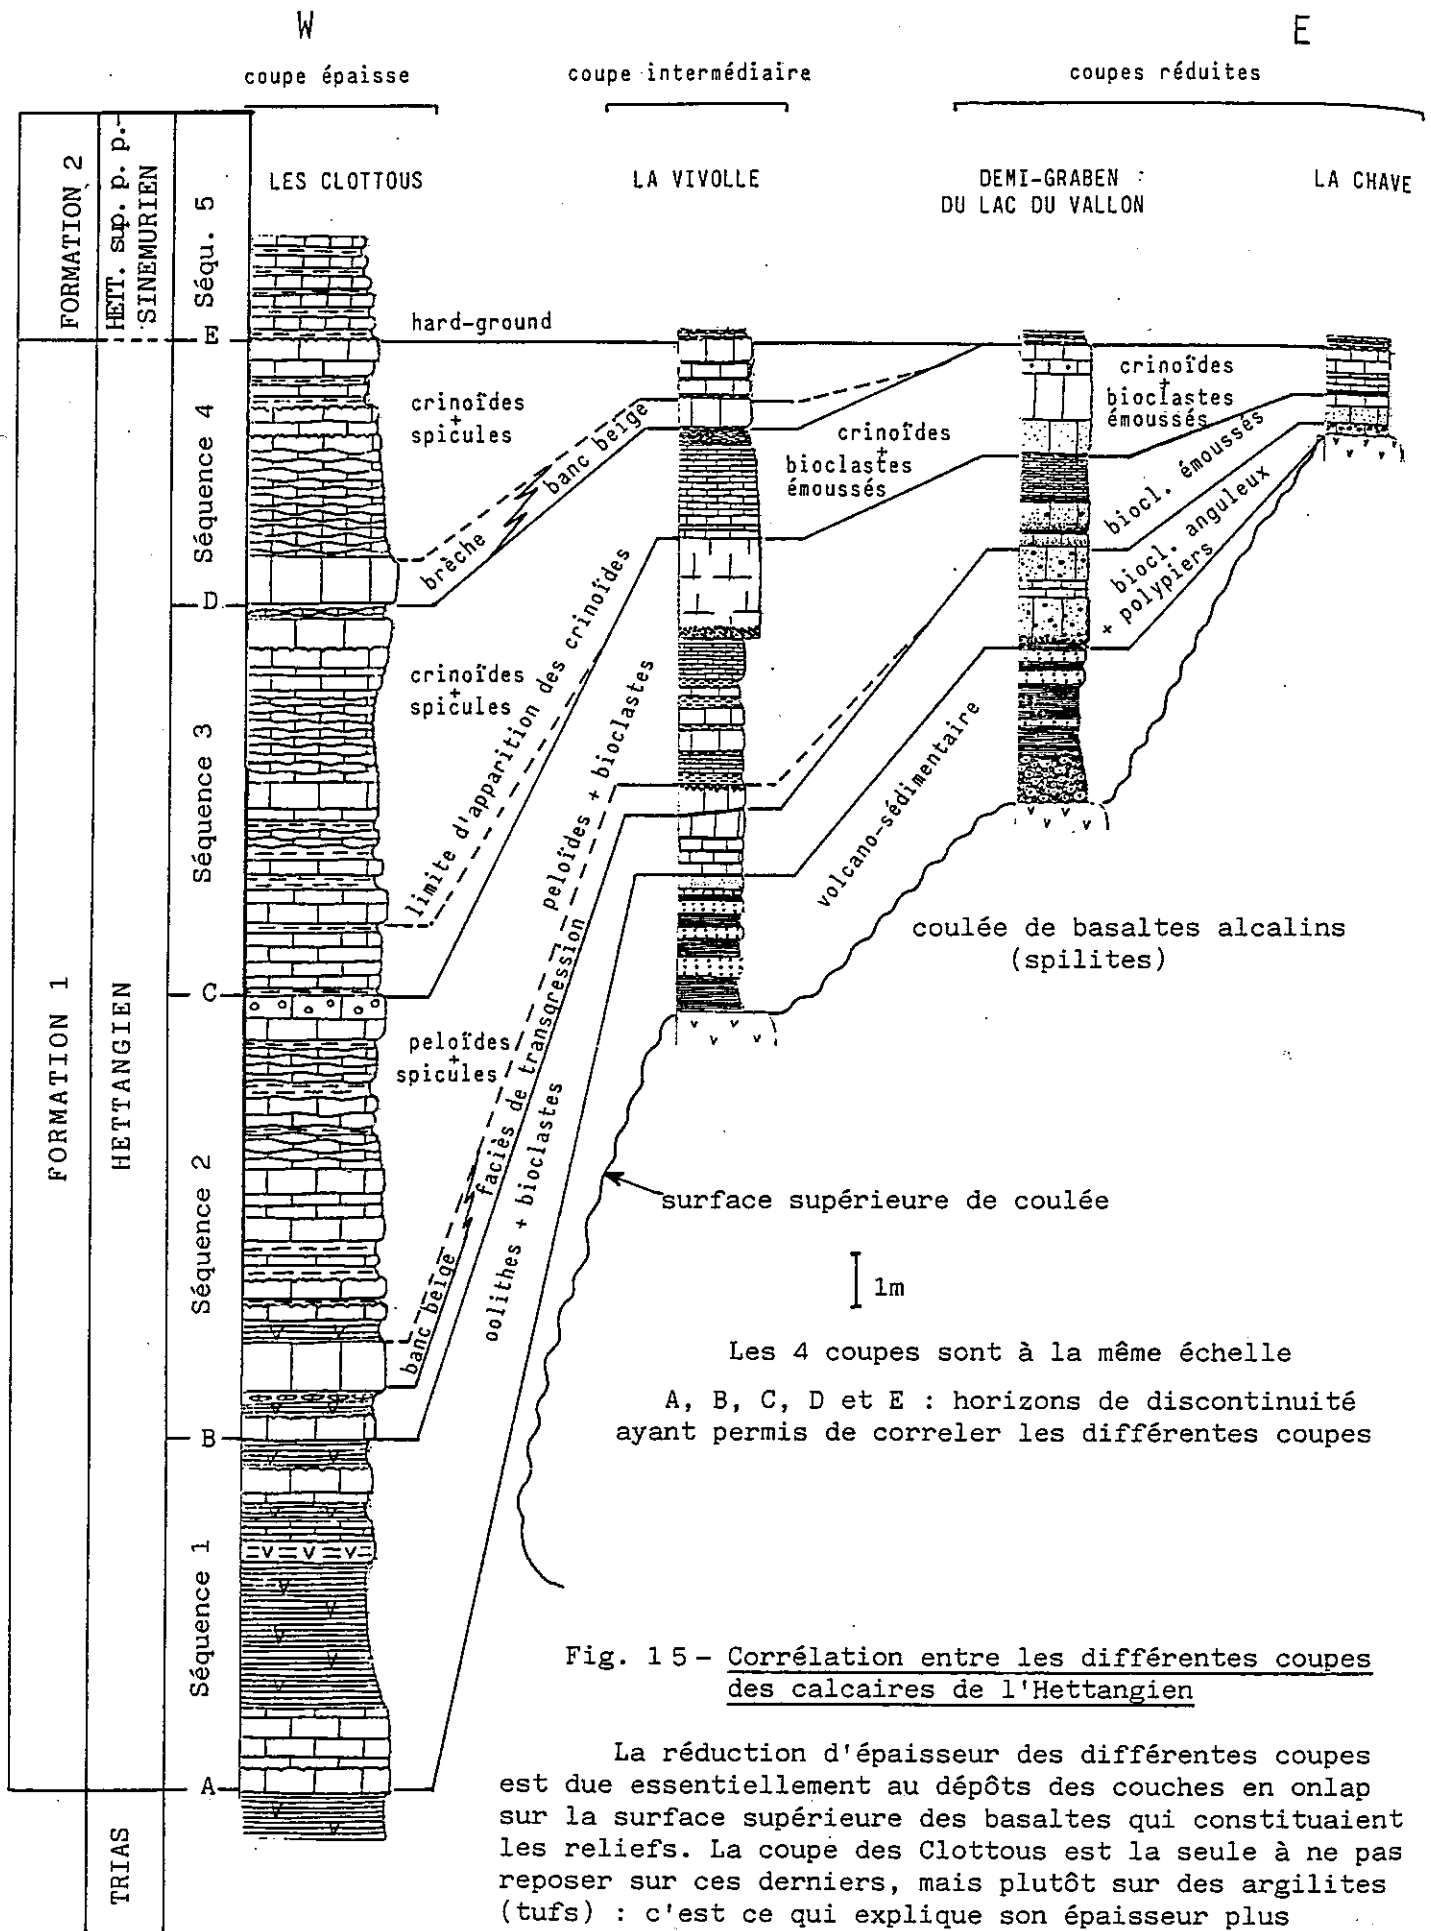 W
E
coupe épaisse
coupe intermédiaire
coupes réduites
LES CLOTTOUS
LA VIVOLLE
DEMI-GRABEN :
DU LAC DU VALLON
LA CHAVE
FORMATION 2
HETT. sup. p. p.-
SINEMURIEN
Séqu. 5
E
hard-ground
crinoïdes
+
spicules
Séquence 4
brèche
banc beige
crinoïdes
+
bioclastes
émoussés
crinoïdes
+
bioclastes
émoussés
biocl. émoussés
biocl. anguleux
+ polypiers
D
crinoïdes
+
spicules
Séquence 3
limite d'apparition des crinoïdes
peloïdes + bioclastes
volcano-sédimentaire
coulée de basaltes alcalins
(spilites)
C
FORMATION 1
HETTANGIEN
peloïdes
+
spicules
Séquence 2
banc beige
faciès de transgression
oolithes + bioclastes
surface supérieure de coulée
1m
Les 4 coupes sont à la même échelle
A, B, C, D et E : horizons de discontinuité
ayant permis de correler les différentes coupes
B
Séquence 1
A
TRIAS
Fig. 15 - Corrélation entre les différentes coupes
des calcaires de l'Hettangien
La réduction d'épaisseur des différentes coupes
est due essentiellement au dépôts des couches en onlap
sur la surface supérieure des basaltes qui constituaient
les reliefs. La coupe des Clottous est la seule à ne pas
reposer sur ces derniers, mais plutôt sur des argilites
(tufs) : c'est ce qui explique son épaisseur plus